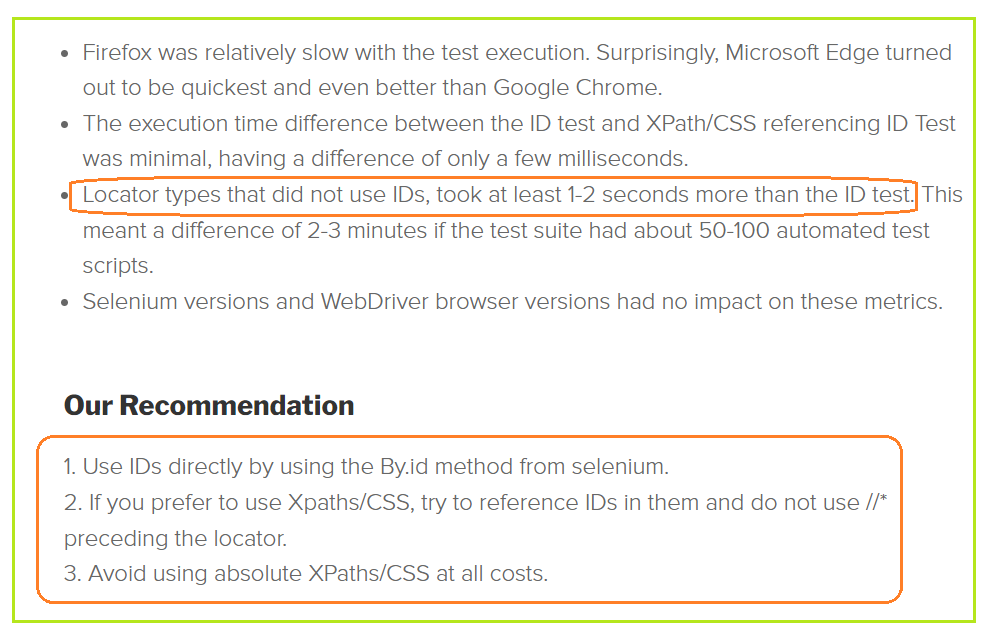 • Firefox was relatively slow with the test execution. Surprisingly, Microsoft Edge turned
out to be quickest and even better than Google Chrome.
• The execution time difference between the ID test and XPath/CSS referencing ID Test
was minimal, having a difference of only a few milliseconds.
• Locator types that did not use IDs, took at least 1-2 seconds more than the ID test. This
meant a difference of 2-3 minutes if the test suite had about 50-100 automated test
scripts.
• Selenium versions and WebDriver browser versions had no impact on these metrics.
Our Recommendation
1. Use IDs directly by using the By.id method from selenium.
2. If you prefer to use Xpaths/CSS, try to reference IDs in them and do not use //*
preceding the locator.
3. Avoid using absolute XPaths/CSS at all costs.